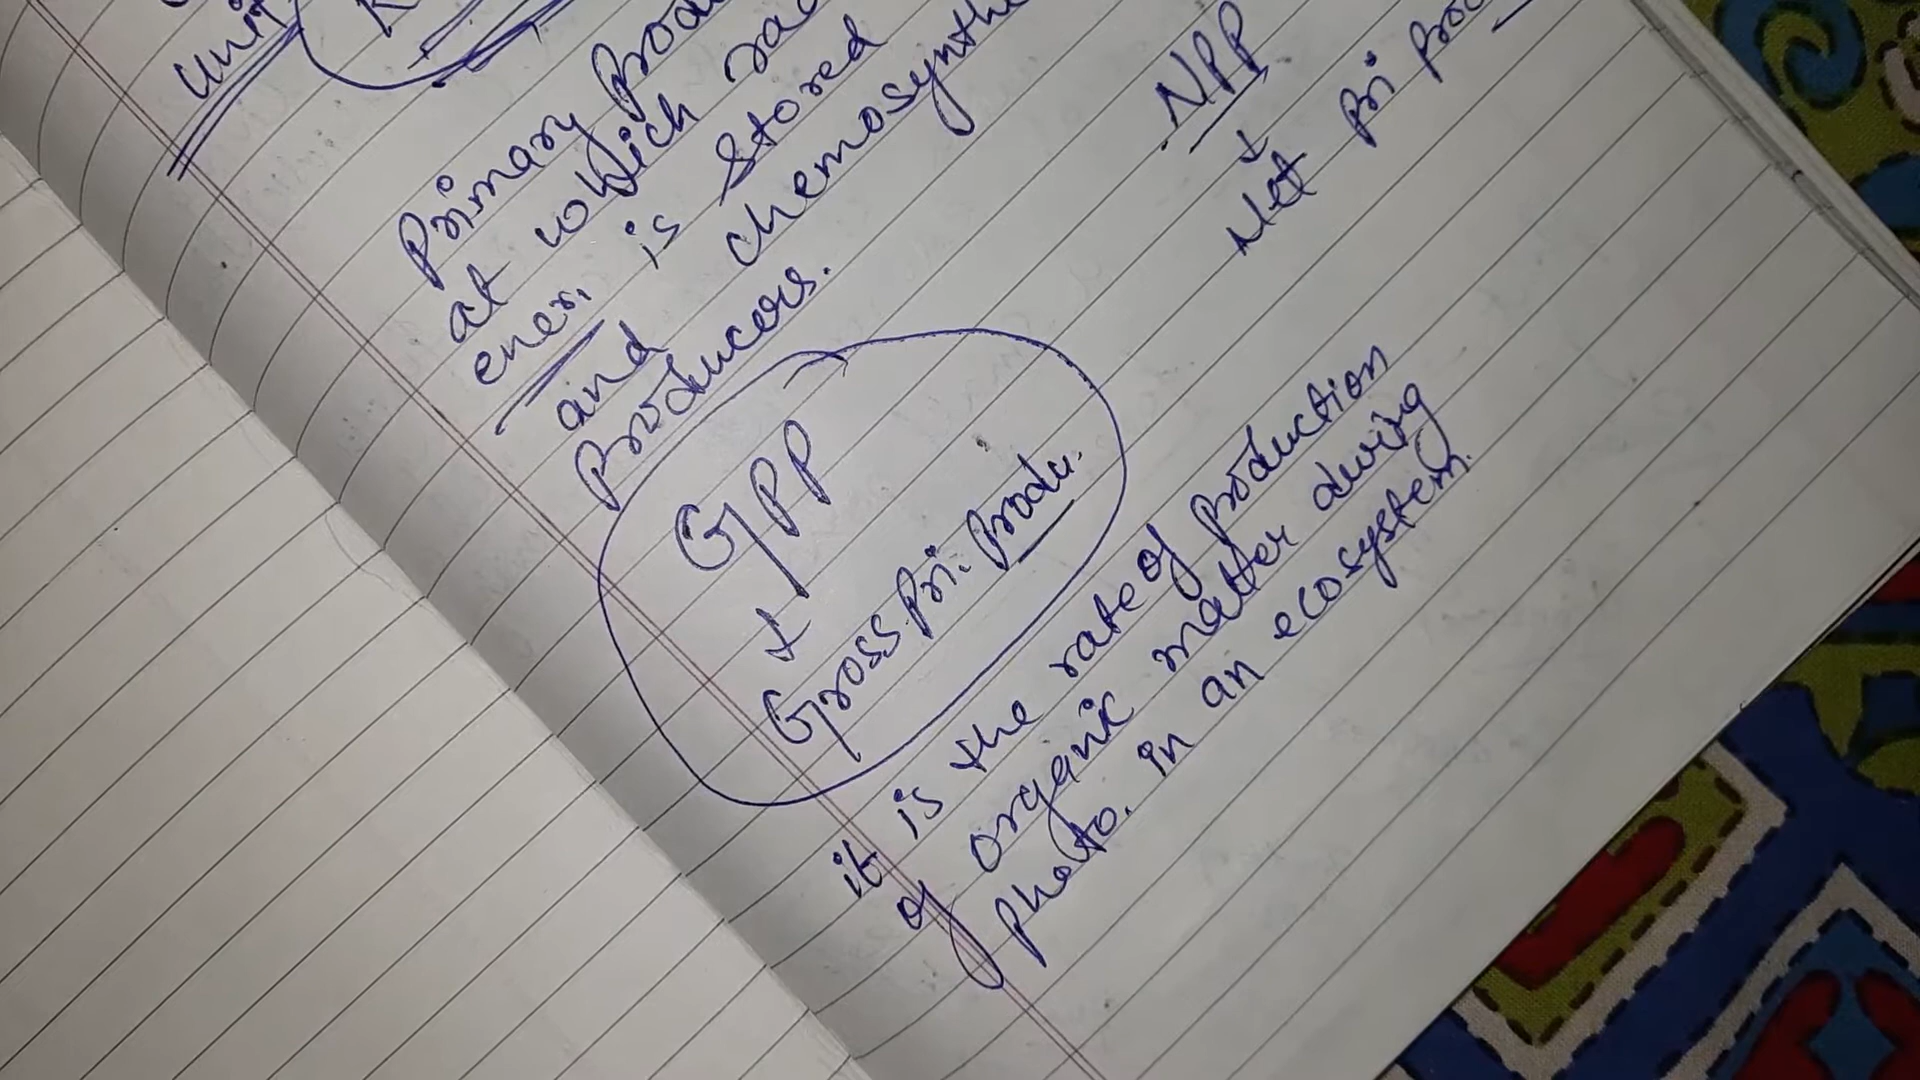 unit
Primary
at which
ener. is stored
and
Producers.
NPP
Net Pri
GPP
Gross Pri. Produ.
it is the rate of Production
of organic matter during
Photo. in an ecosystem.